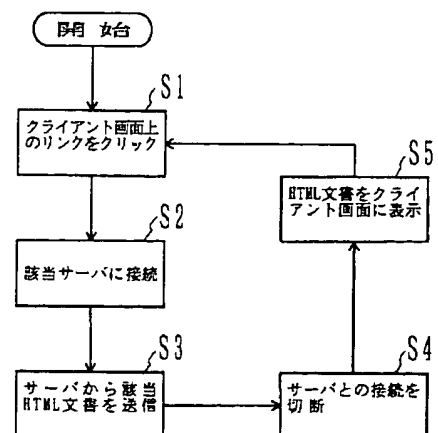 開 始
S1
クライアント画面上
のリンクをクリック
S2
該当サーバに接続
S3
サーバから該当
HTML文書を送信
S4
サーバとの接続を
切断
S5
HTML文書をクライ
アント画面に表示